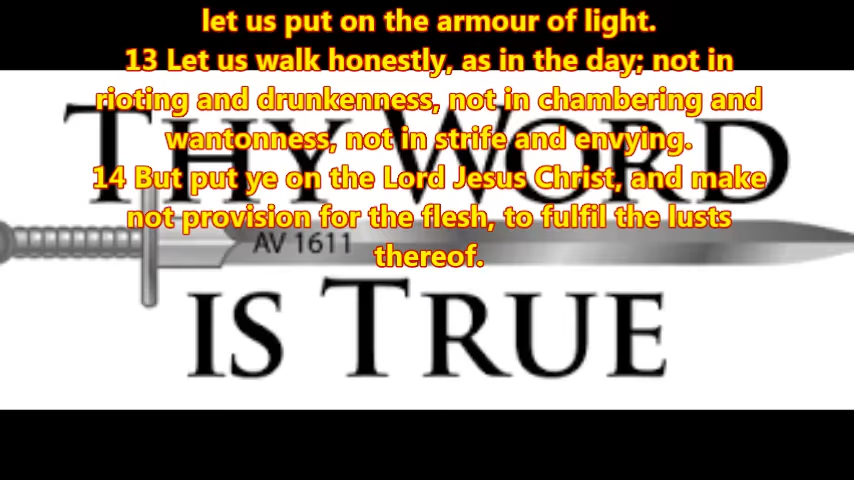 let us put on the armour of light.
13 Let us walk honestly, as in the day; not in
rioting and drunkenness, not in chambering and
wantonness, not in strife and envying.
14 But put ye on the Lord Jesus Christ, and make
not provision for the flesh, to fulfil the lusts
thereof.
THY WORD
AV 1611
IS TRUE